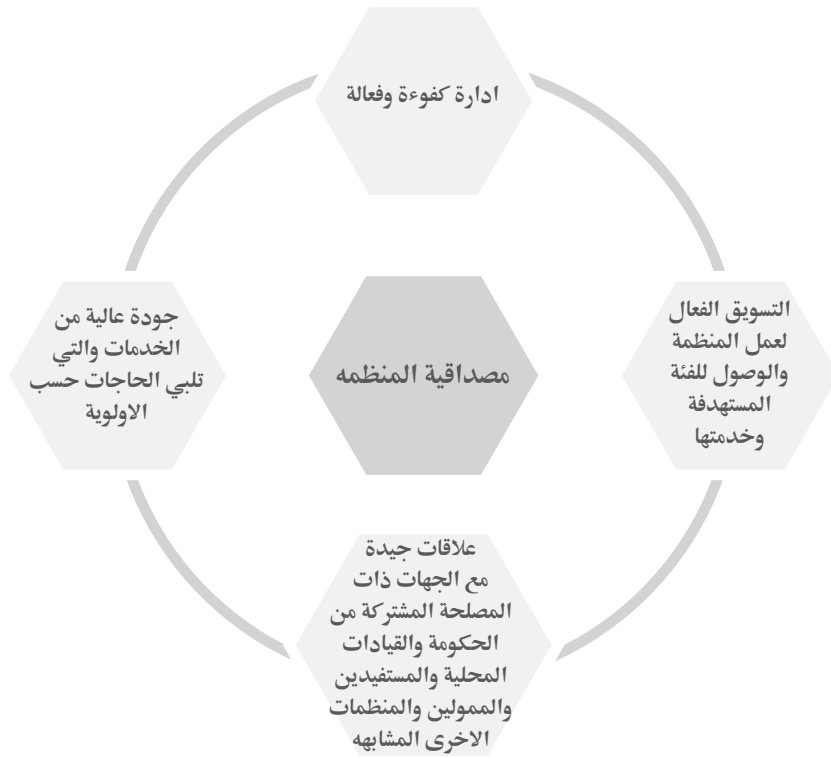 ادارة كفوءة وفعالة
التسويق الفعال
لعمل المنظمة
والوصول للفئة
المستهدفة
وخدمتها
مصداقية المنظمه
جودة عالية من
الخدمات والتي
تلبي الحاجات حسب
الاولوية
علاقات جيدة
مع الجهات ذات
المصلحة المشتركة من
الحكومة والقيادات
المحلية والمستفيدين
والممولين والمنظمات
الاخرى المشابهه